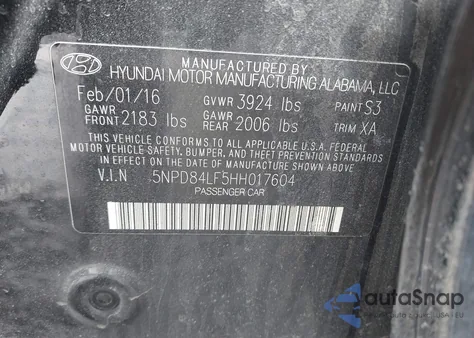 MANUFACTURED BY
HYUNDAI MOTOR MANUFACTURING ALABAMA, LLC
Feb/01/16 GVWR 3924 lbs PAINT S3
GAWR FRONT 2183 lbs GAWR REAR 2006 lbs TRIM XA
THIS VEHICLE CONFORMS TO ALL APPLICABLE U.S.A. FEDERAL
MOTOR VEHICLE SAFETY, BUMPER, AND THEFT PREVENTION STANDARDS
IN EFFECT ON THE DATE OF MANUFACTURE SHOWN ABOVE.
V.I.N 5NPD84LF5HH017604
PASSENGER CAR
autoSnap